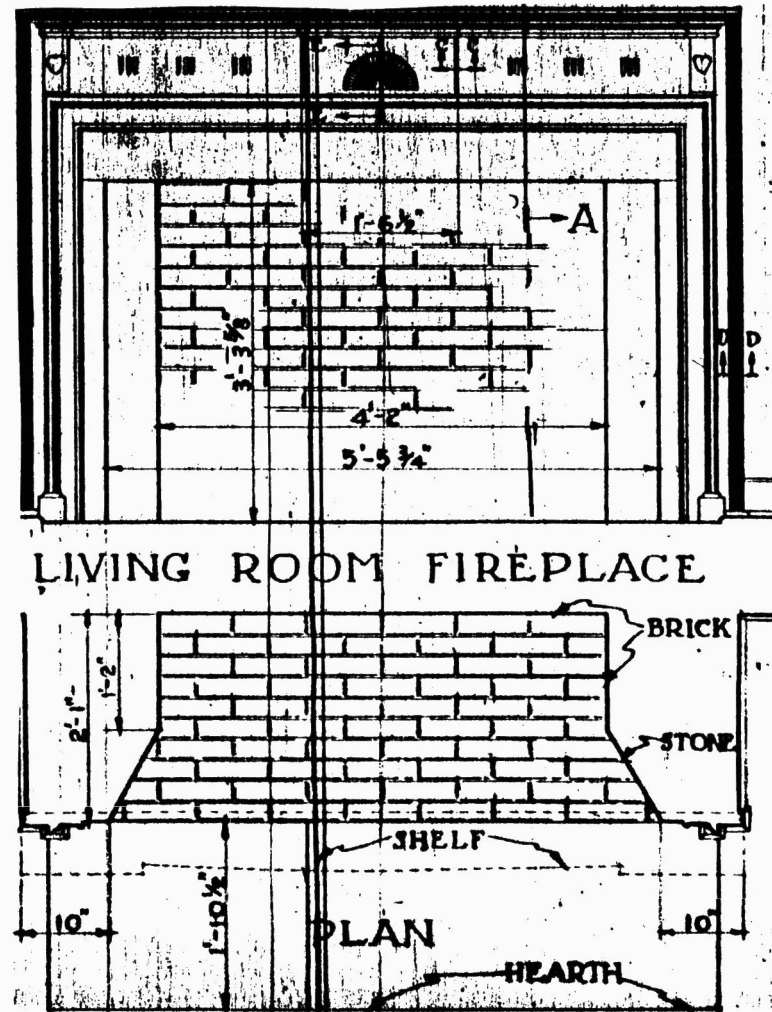 C C
A
1'-6½"
3'-3⅝"
D D
4'-2"
5'-5¾"
LIVING ROOM FIREPLACE
BRICK
1'-2"
2'-1"
STONE
SHELF
10"
1'-10½"
PLAN
10"
HEARTH